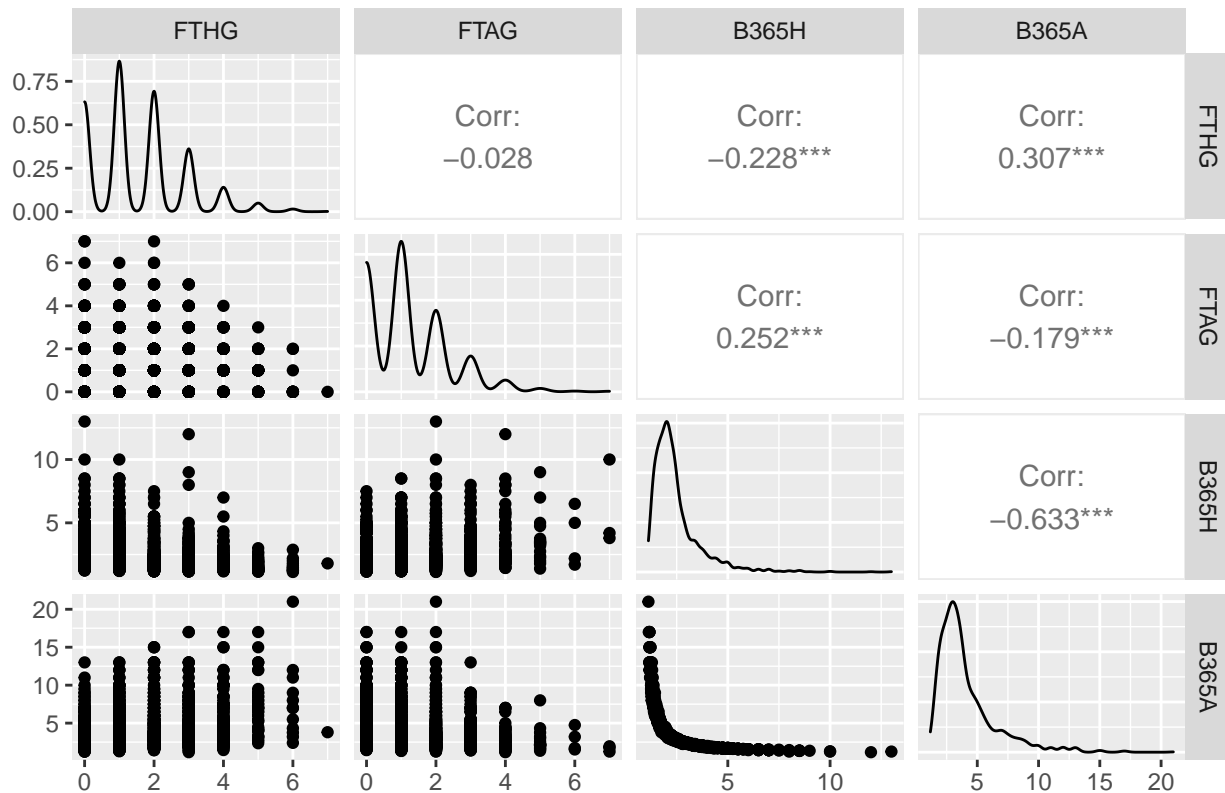 FTHG FTAG B365H B365A
0.75
0.50
0.25
0.00
Corr:
−0.028
Corr:
−0.228***
Corr:
0.307***
FTHG
6
4
2
0
Corr:
0.252***
Corr:
−0.179***
FTAG
10
5
Corr:
−0.633***
B365H
20
15
10
5
B365A
0 2 4 6 0 2 4 6 5 10 5 10 15 20